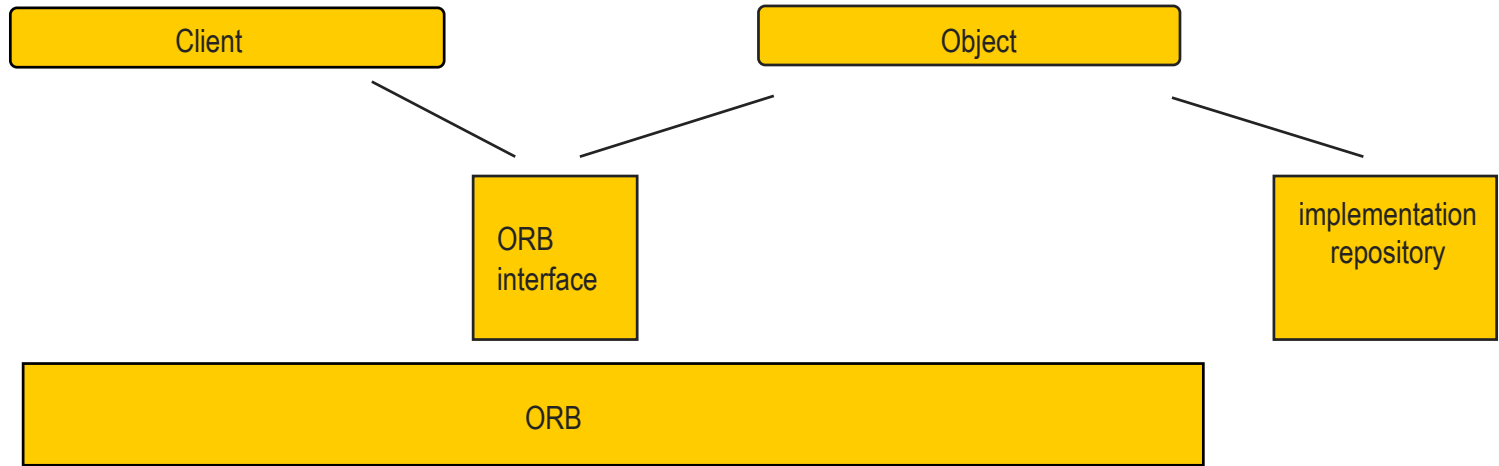 Client
Object
ORB
interface
implementation
repository
ORB